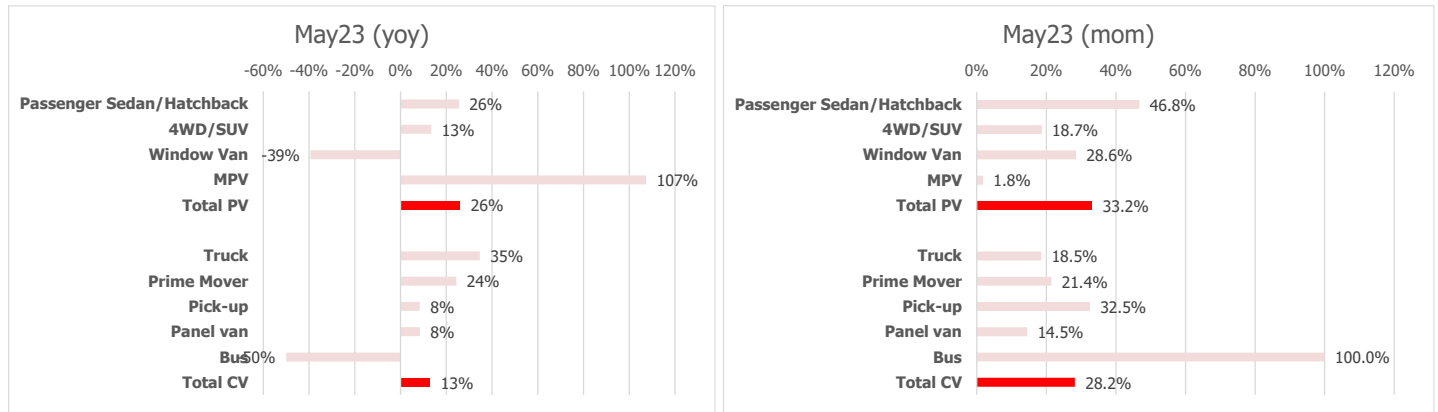 May23 (yoy)
-60% -40% -20% 0% 20% 40% 60% 80% 100% 120%
Passenger Sedan/Hatchback 26%
4WD/SUV 13%
Window Van -39%
MPV 107%
Total PV 26%
Truck 35%
Prime Mover 24%
Pick-up 8%
Panel van 8%
Bus -50%
Total CV 13%
May23 (mom)
0% 20% 40% 60% 80% 100% 120%
Passenger Sedan/Hatchback 46.8%
4WD/SUV 18.7%
Window Van 28.6%
MPV 1.8%
Total PV 33.2%
Truck 18.5%
Prime Mover 21.4%
Pick-up 32.5%
Panel van 14.5%
Bus 100.0%
Total CV 28.2%